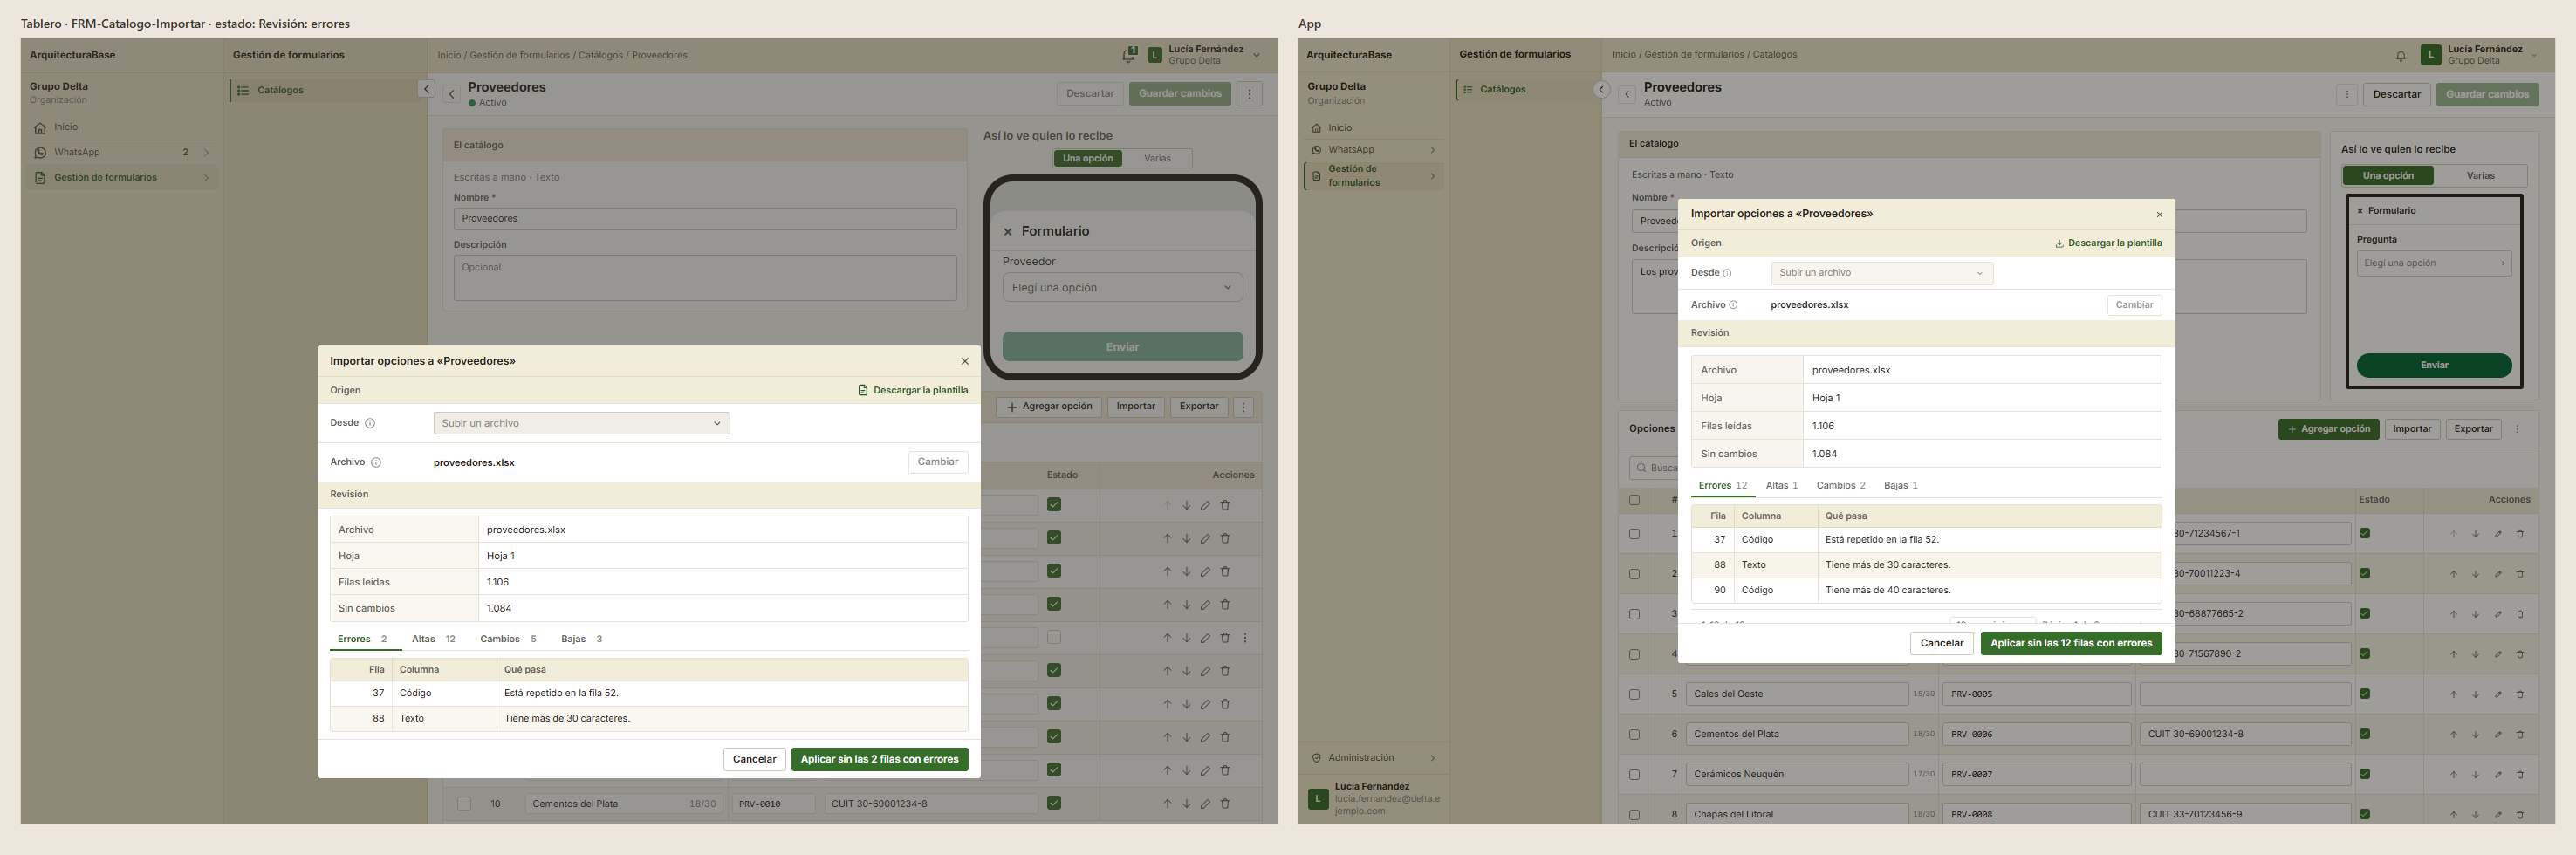 Tablero · FRM-Catalogo-Importar · estado: Revisión: errores
ArquitecturaBase
Gestión de formularios
Inicio / Gestión de formularios / Catálogos / Proveedores
1
L
Lucía Fernández
Grupo Delta
Grupo Delta
Organización
Inicio
WhatsApp 2
Gestión de formularios
Catálogos
Proveedores
Activo
Descartar
Guardar cambios
El catálogo
Escritas a mano · Texto
Nombre *
Proveedores
Descripción
Opcional
Así lo ve quien lo recibe
Una opción
Varias
× Formulario
Proveedor
Elegí una opción
Enviar
Agregar opción
Importar
Exportar
Estado
Acciones
10 Cementos del Plata 18/30 PRV-0010 CUIT 30-69001234-8
Importar opciones a «Proveedores»
Origen
Descargar la plantilla
Desde
Subir un archivo
Archivo
proveedores.xlsx
Cambiar
Revisión
Archivo proveedores.xlsx
Hoja Hoja 1
Filas leídas 1.106
Sin cambios 1.084
Errores 2 Altas 12 Cambios 5 Bajas 3
Fila Columna Qué pasa
37 Código Está repetido en la fila 52.
88 Texto Tiene más de 30 caracteres.
Cancelar
Aplicar sin las 2 filas con errores
App
ArquitecturaBase
Gestión de formularios
Inicio / Gestión de formularios / Catálogos
L
Lucía Fernández
Grupo Delta
Grupo Delta
Organización
Inicio
WhatsApp
Gestión de
formularios
Catálogos
Administración
L
Lucía Fernández
lucia.fernandez@delta.e
jemplo.com
Proveedores
Activo
Descartar
Guardar cambios
El catálogo
Escritas a mano · Texto
Nombre *
Proveed
Descripció
Los prov
Así lo ve quien lo recibe
Una opción
Varias
× Formulario
Pregunta
Elegí una opción
Enviar
Opciones
Agregar opción
Importar
Exportar
Busca
#
Estado
Acciones
1 30-71234567-1
2 30-70011223-4
3 30-68877665-2
4 30-71567890-2
5 Cales del Oeste 15/30 PRV-0005
6 Cementos del Plata 18/30 PRV-0006 CUIT 30-69001234-8
7 Cerámicos Neuquén 17/30 PRV-0007
8 Chapas del Litoral 18/30 PRV-0008 CUIT 33-70123456-9
Importar opciones a «Proveedores»
Origen
Descargar la plantilla
Desde
Subir un archivo
Archivo
proveedores.xlsx
Cambiar
Revisión
Archivo proveedores.xlsx
Hoja Hoja 1
Filas leídas 1.106
Sin cambios 1.084
Errores 12 Altas 1 Cambios 2 Bajas 1
Fila Columna Qué pasa
37 Código Está repetido en la fila 52.
88 Texto Tiene más de 30 caracteres.
90 Código Tiene más de 40 caracteres.
Cancelar
Aplicar sin las 12 filas con errores